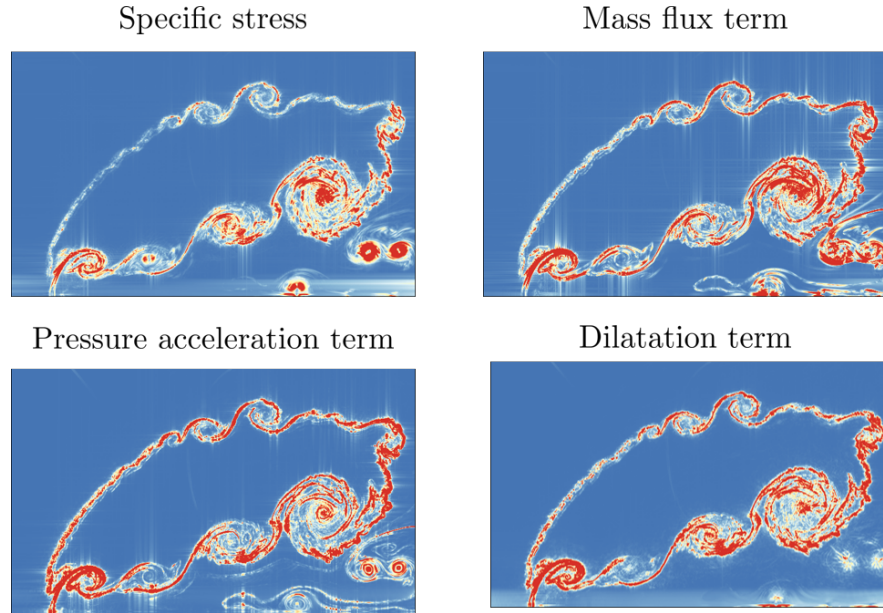 Specific stress
Mass flux term
Pressure acceleration term
Dilatation term